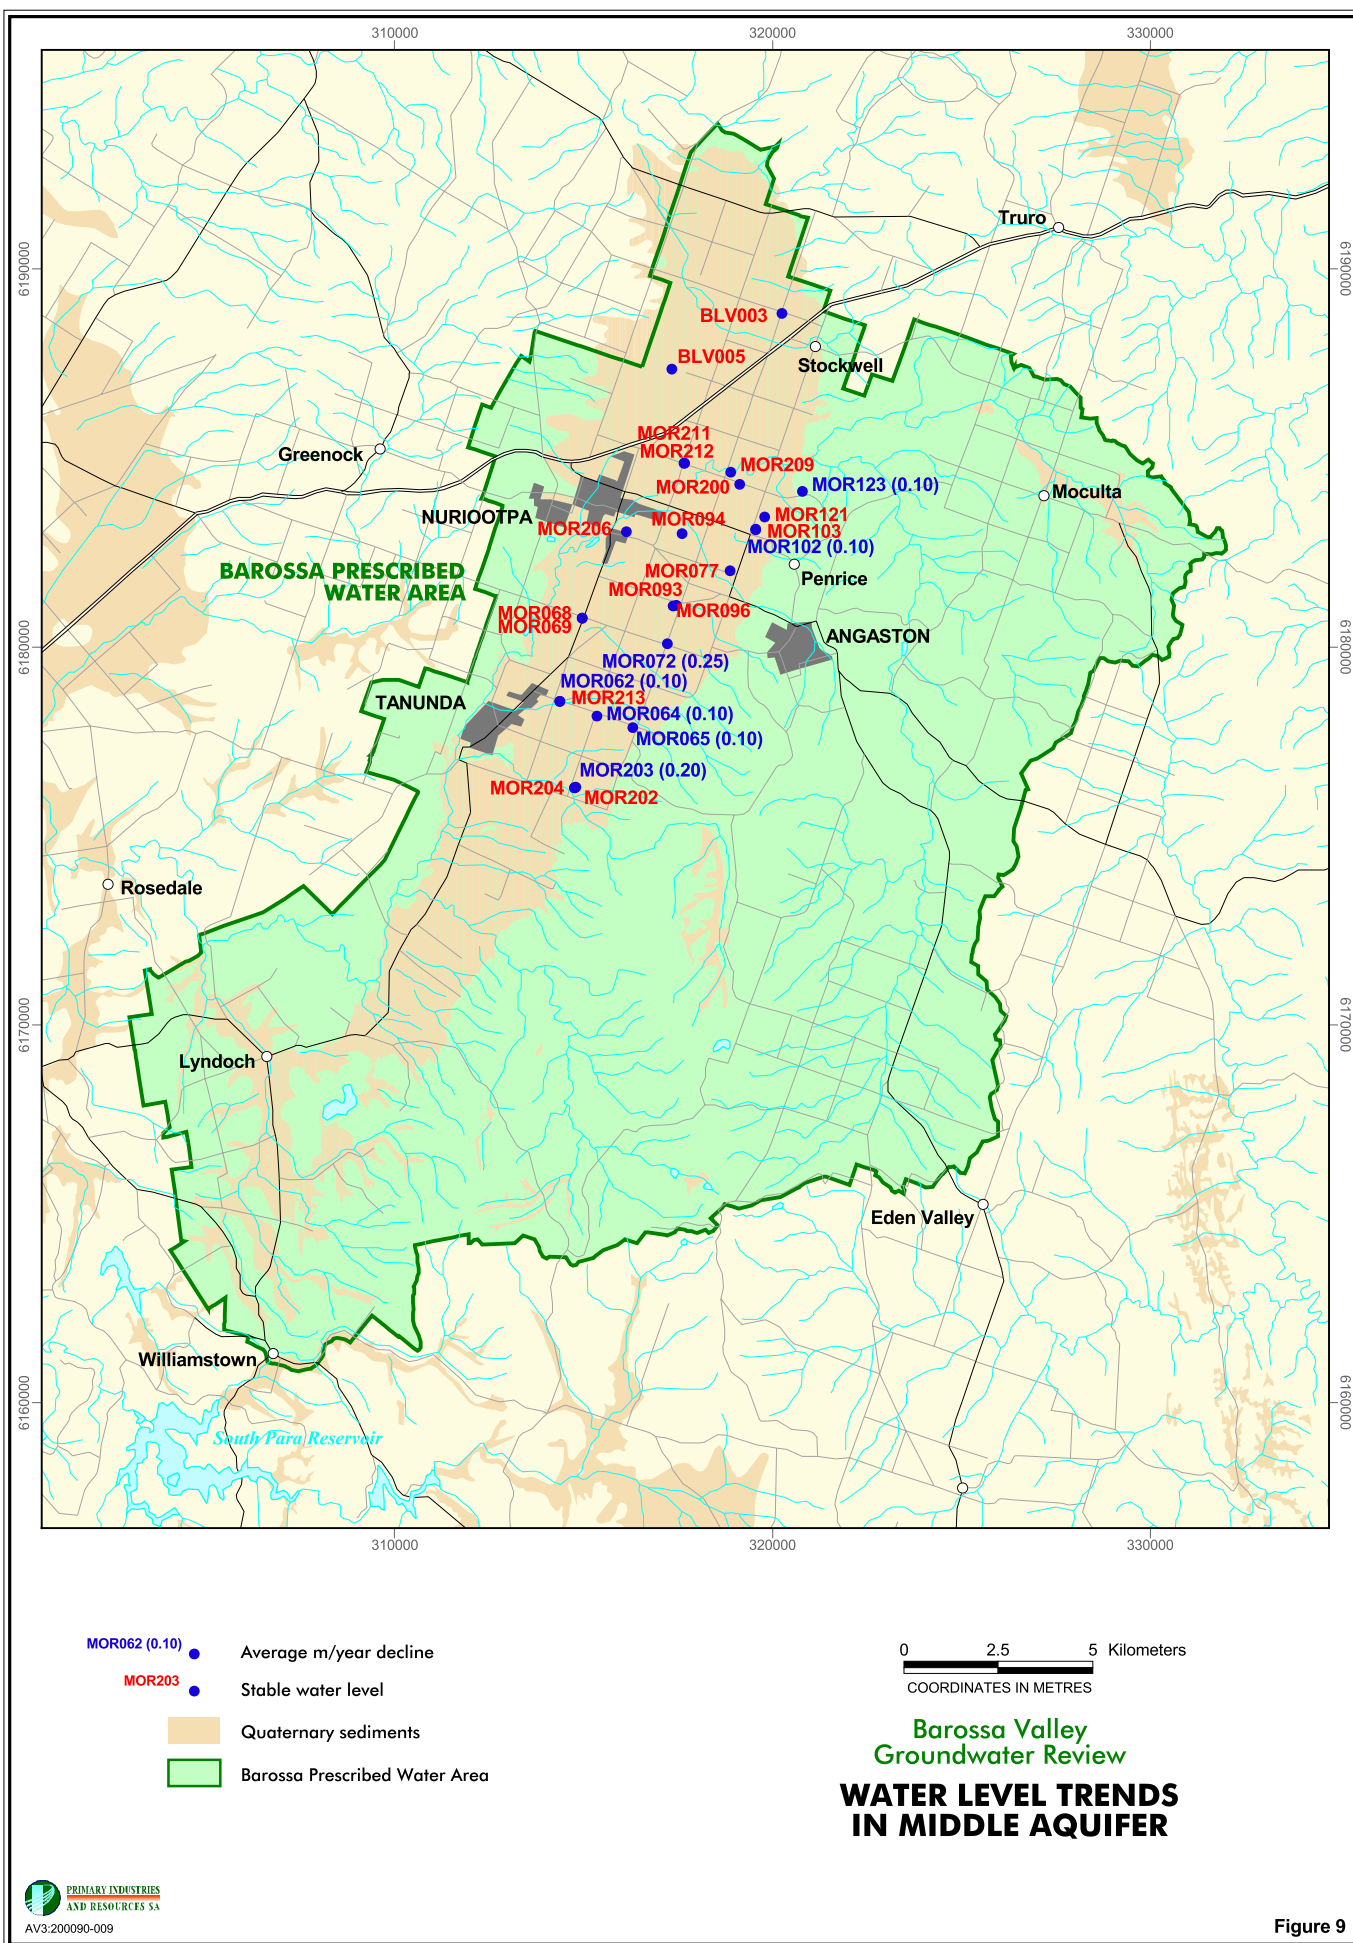 310000
320000
330000
6190000
6190000
Truro
BLV003
BLV005
Stockwell
MOR211
MOR212
Greenock
MOR209
MOR200
MOR123 (0.10)
Moculta
NURIOOTPA
MOR094
MOR121
MOR206
MOR103
MOR102 (0.10)
BAROSSA PRESCRIBED
WATER AREA
MOR077
Penrice
MOR093
MOR096
MOR068
MOR069
ANGASTON
6180000
6180000
MOR072 (0.25)
MOR062 (0.10)
TANUNDA
MOR213
MOR064 (0.10)
MOR065 (0.10)
MOR203 (0.20)
MOR204
MOR202
Rosedale
6170000
6170000
Lyndoch
Eden Valley
Williamstown
6160000
6160000
South Para Reservoir
310000
320000
330000
MOR062 (0.10)
Average m/year decline
MOR203
Stable water level
Quaternary sediments
Barossa Prescribed Water Area
0 2.5 5 Kilometers
COORDINATES IN METRES
Barossa Valley
Groundwater Review
WATER LEVEL TRENDS
IN MIDDLE AQUIFER
PRIMARY INDUSTRIES
AND RESOURCES SA
AV3:200090-009
Figure 9